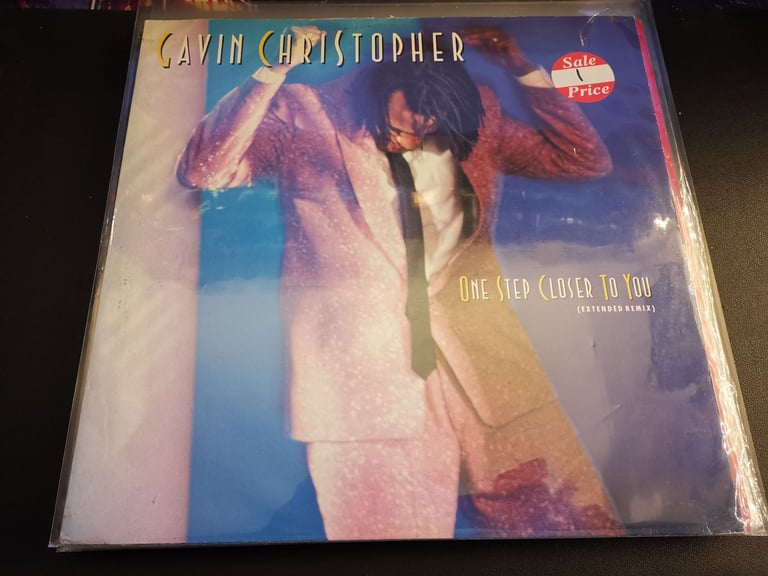 GAVIN CHRISTOPHER
Sale
Price
ONE STEP CLOSER TO YOU
(EXTENDED REMIX)